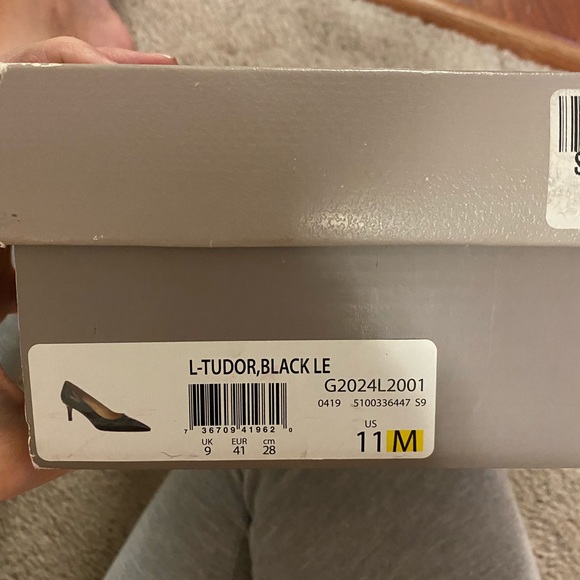 S
L-TUDOR,BLACK LE
G2024L2001
7 36709 41962 0
0419 5100336447 S9
UK EUR cm
9 41 28
US
11 M